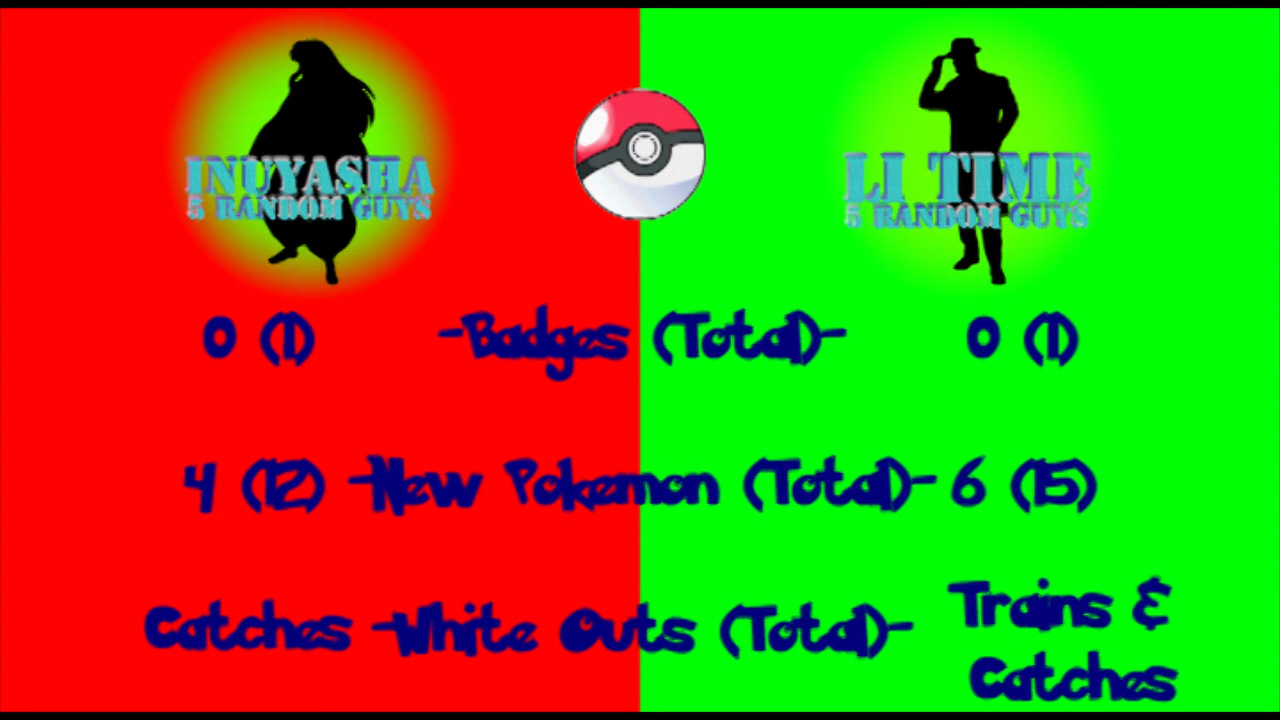 INUYASHA
5 RANDOM GUYS
LI TIME
5 RANDOM GUYS
0 (1) -Badges (Total)- 0 (1)
4 (12) -New Pokemon (Total)- 6 (15)
Catches -White Outs (Total)- Trains &
Catches